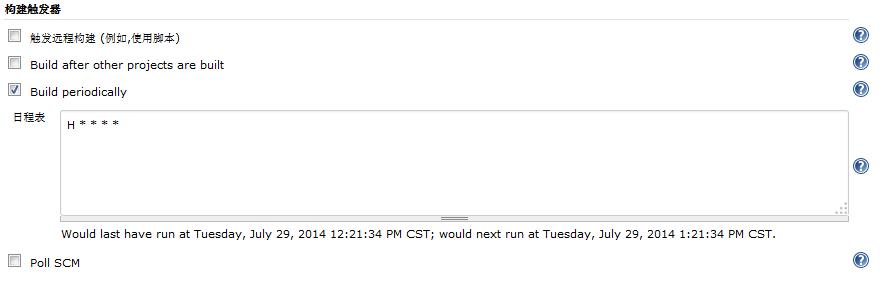 构建触发器
触发远程构建 (例如,使用脚本)
Build after other projects are built
Build periodically
日程表
H * * * *
Would last have run at Tuesday, July 29, 2014 12:21:34 PM CST; would next run at Tuesday, July 29, 2014 1:21:34 PM CST.
Poll SCM